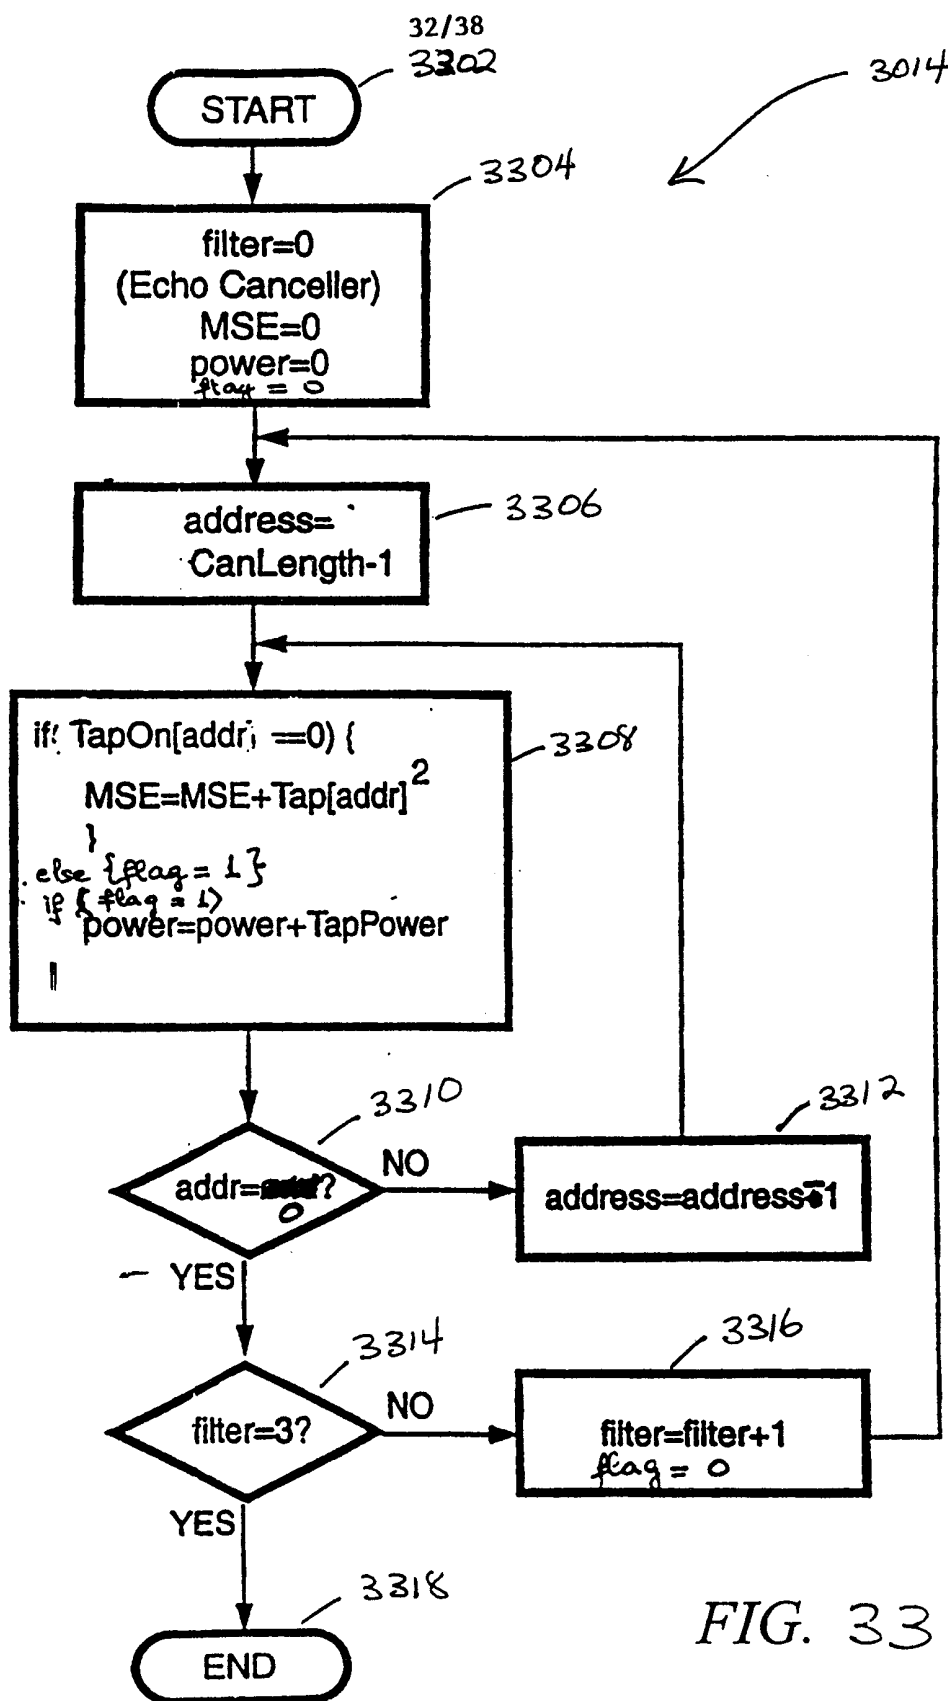 32/38
3302
3014
START
3304
filter=0
(Echo Canceller)
MSE=0
power=0
flag = 0
3306
address=
CanLength-1
if TapOn[addr] ==0) {
3308
MSE=MSE+Tap[addr]²
}
else {flag = 1}
if (flag = 1)
power=power+TapPower
3310
3312
addr= ?
0
NO
address=address-1
YES
3314
3316
filter=3?
NO
filter=filter+1
flag = 0
YES
3318
END
FIG. 33